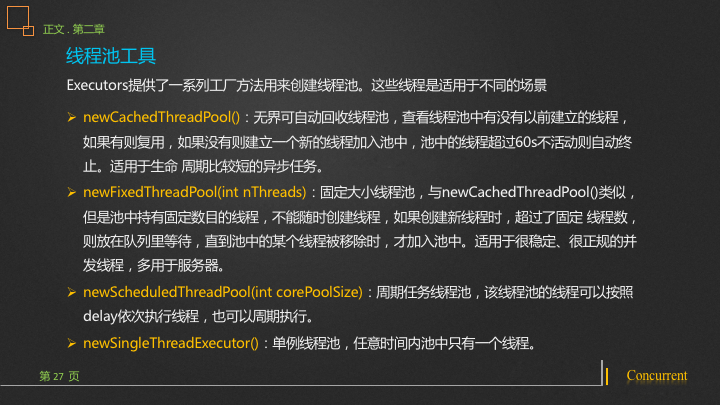 正文 . 第二章
线程池工具
Executors提供了一系列工厂方法用来创建线程池。这些线程是适用于不同的场景
➢ newCachedThreadPool()：无界可自动回收线程池，查看线程池中有没有以前建立的线程，
如果有则复用，如果没有则建立一个新的线程加入池中，池中的线程超过60s不活动则自动终
止。适用于生命 周期比较短的异步任务。
➢ newFixedThreadPool(int nThreads)：固定大小线程池，与newCachedThreadPool()类似，
但是池中持有固定数目的线程，不能随时创建线程，如果创建新线程时，超过了固定 线程数，
则放在队列里等待，直到池中的某个线程被移除时，才加入池中。适用于很稳定、很正规的并
发线程，多用于服务器。
➢ newScheduledThreadPool(int corePoolSize)：周期任务线程池，该线程池的线程可以按照
delay依次执行线程，也可以周期执行。
➢ newSingleThreadExecutor()：单例线程池，任意时间内池中只有一个线程。
第 27 页
Concurrent